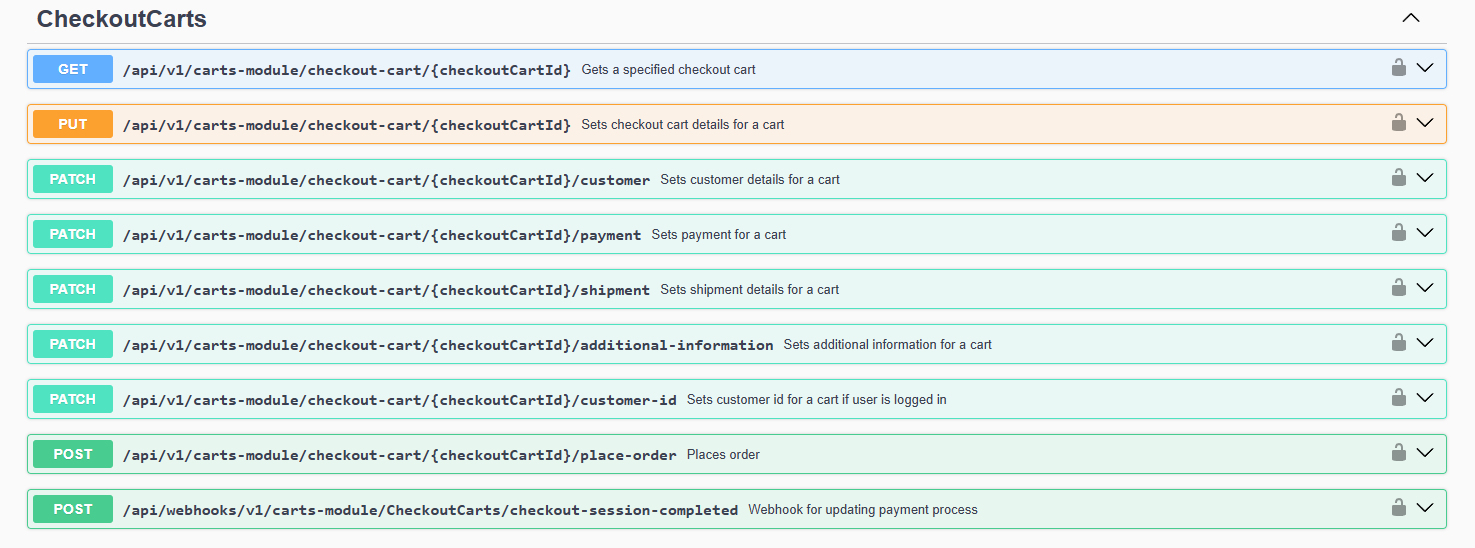 CheckoutCarts
GET /api/v1/carts-module/checkout-cart/{checkoutCartId} Gets a specified checkout cart
PUT /api/v1/carts-module/checkout-cart/{checkoutCartId} Sets checkout cart details for a cart
PATCH /api/v1/carts-module/checkout-cart/{checkoutCartId}/customer Sets customer details for a cart
PATCH /api/v1/carts-module/checkout-cart/{checkoutCartId}/payment Sets payment for a cart
PATCH /api/v1/carts-module/checkout-cart/{checkoutCartId}/shipment Sets shipment details for a cart
PATCH /api/v1/carts-module/checkout-cart/{checkoutCartId}/additional-information Sets additional information for a cart
PATCH /api/v1/carts-module/checkout-cart/{checkoutCartId}/customer-id Sets customer id for a cart if user is logged in
POST /api/v1/carts-module/checkout-cart/{checkoutCartId}/place-order Places order
POST /api/webhooks/v1/carts-module/CheckoutCarts/checkout-session-completed Webhook for updating payment process